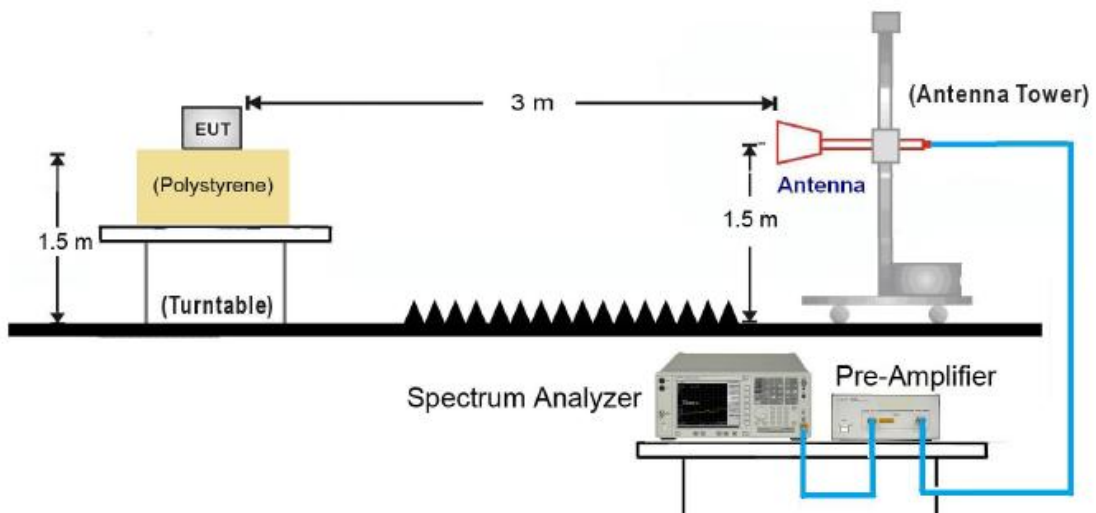 3 m
(Antenna Tower)
EUT
(Polystyrene)
Antenna
1.5 m
1.5 m
(Turntable)
Spectrum Analyzer
Pre-Amplifier